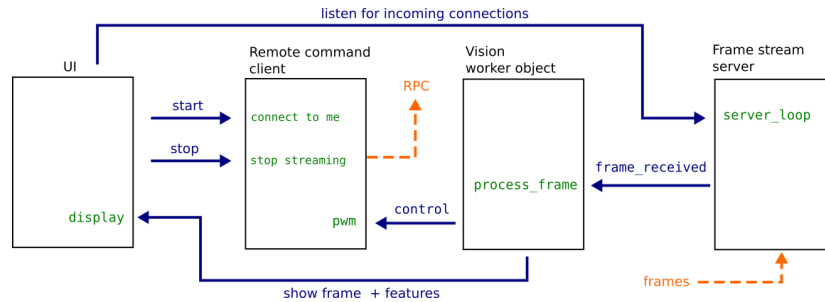 listen for incoming connections
UI
Remote command
client
Vision
worker object
Frame stream
server
RPC
start
connect to me
server_loop
stop
stop streaming
frame_received
process_frame
display
pwm
control
frames
show frame + features